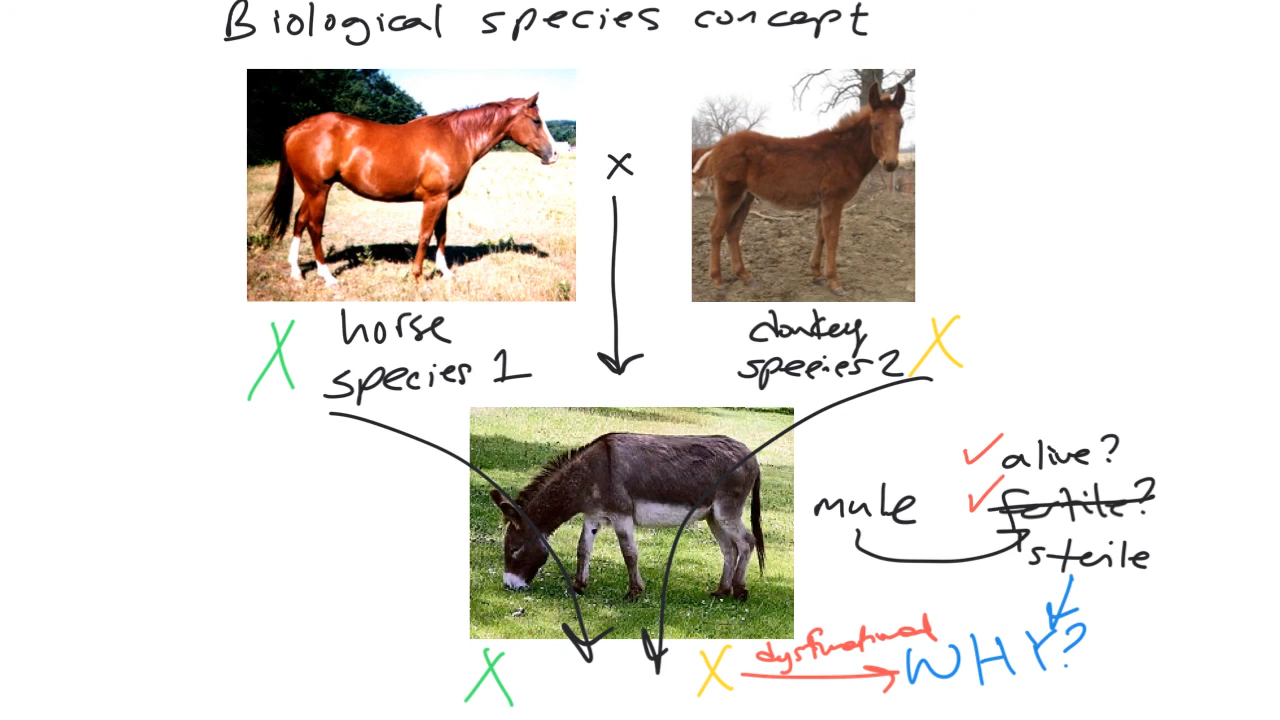 Biological species concept
x
horse
species 1
X
donkey
species 2
X
alive?
mule
fertile?
sterile
dysfunctional
WHY?
X
X